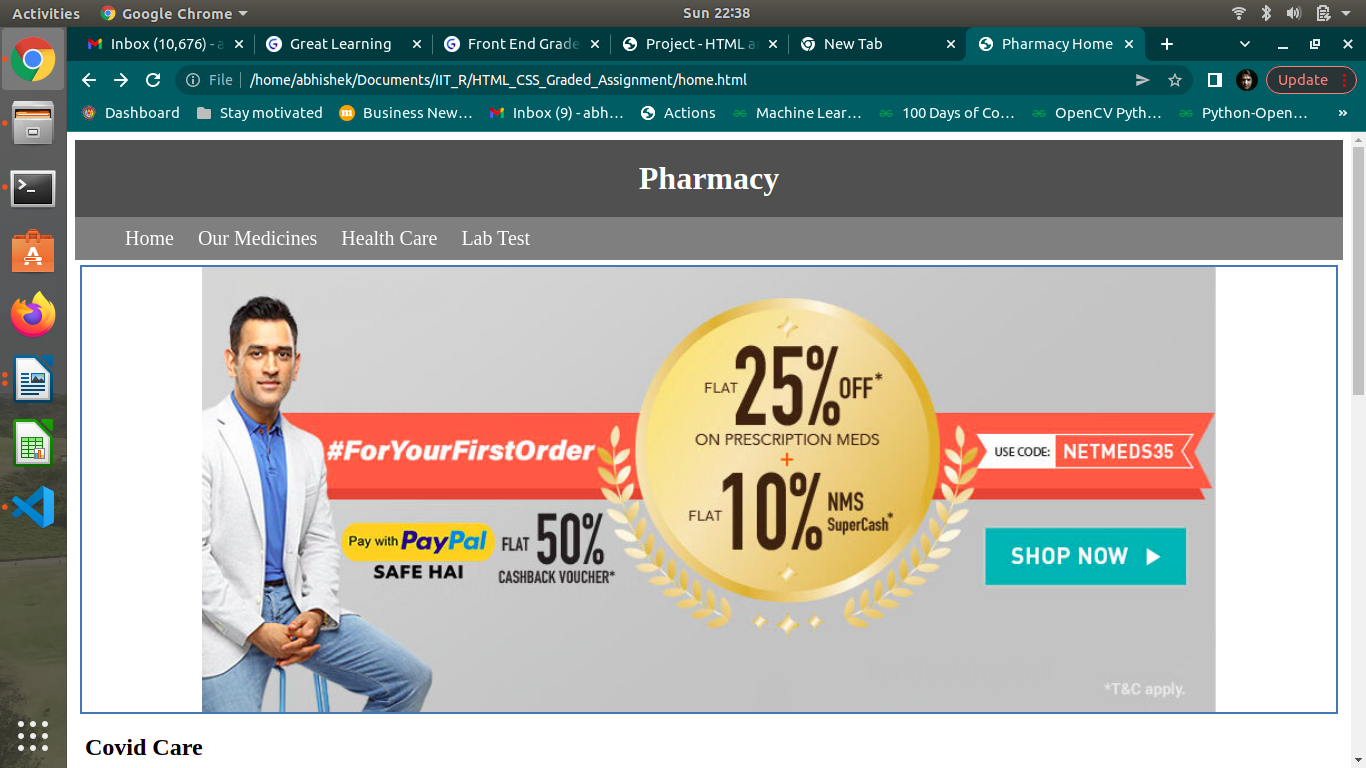 Activities Google Chrome Sun 22:38
Inbox (10,676) - a Great Learning Front End Grade Project - HTML an New Tab Pharmacy Home
File /home/abhishek/Documents/IIT_R/HTML_CSS_Graded_Assignment/home.html Update
Dashboard Stay motivated Business New… Inbox (9) - abh… Actions Machine Lear… 100 Days of Co… OpenCV Pyth… Python-Open… »
Pharmacy
Home Our Medicines Health Care Lab Test
FLAT 25% OFF*
ON PRESCRIPTION MEDS
+
#ForYourFirstOrder
USE CODE: NETMEDS35
FLAT 10% NMS SuperCash*
Pay with PayPal
SAFE HAI
FLAT 50%
CASHBACK VOUCHER*
SHOP NOW
*T&C apply.
Covid Care